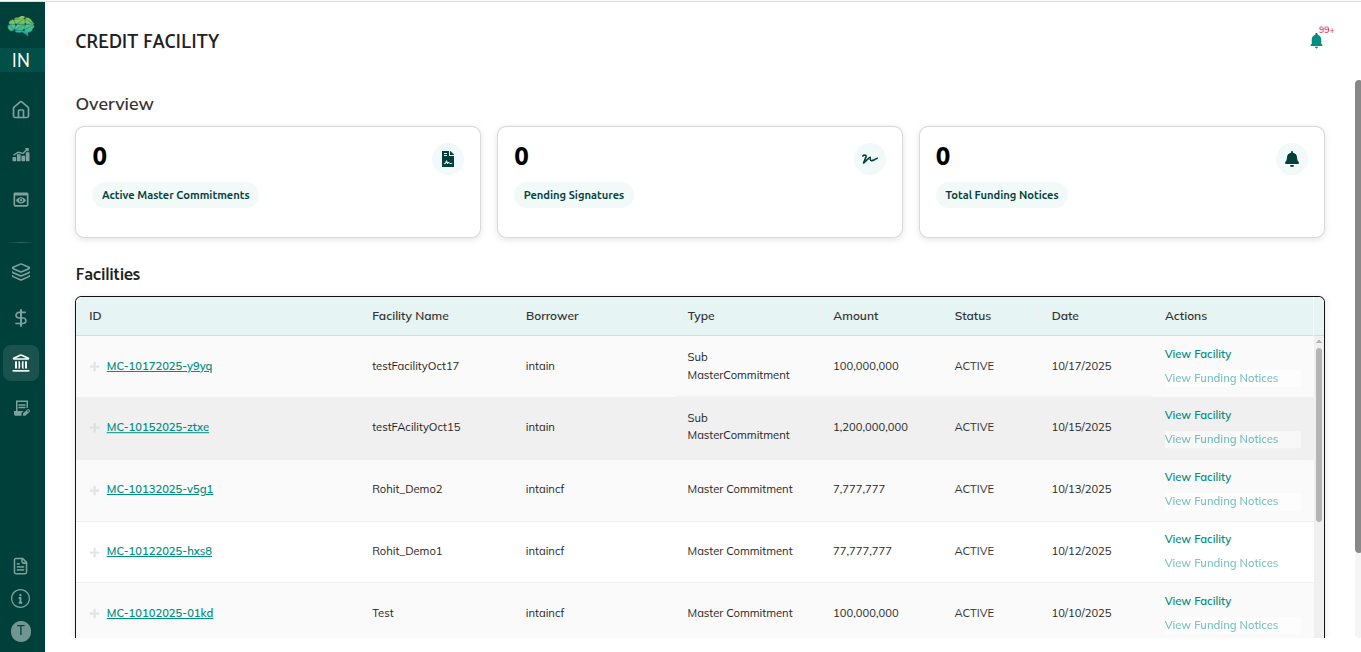 IN
CREDIT FACILITY
99+
Overview
0
Active Master Commitments
0
Pending Signatures
0
Total Funding Notices
Facilities
ID Facility Name Borrower Type Amount Status Date Actions
MC-10172025-y9yq testFacilityOct17 intain Sub MasterCommitment 100,000,000 ACTIVE 10/17/2025 View Facility
View Funding Notices
MC-10152025-ztxe testFAcilityOct15 intain Sub MasterCommitment 1,200,000,000 ACTIVE 10/15/2025 View Facility
View Funding Notices
MC-10132025-v5g1 Rohit_Demo2 intaincf Master Commitment 7,777,777 ACTIVE 10/13/2025 View Facility
View Funding Notices
MC-10122025-hxs8 Rohit_Demo1 intaincf Master Commitment 77,777,777 ACTIVE 10/12/2025 View Facility
View Funding Notices
MC-10102025-01kd Test intaincf Master Commitment 100,000,000 ACTIVE 10/10/2025 View Facility
View Funding Notices
T